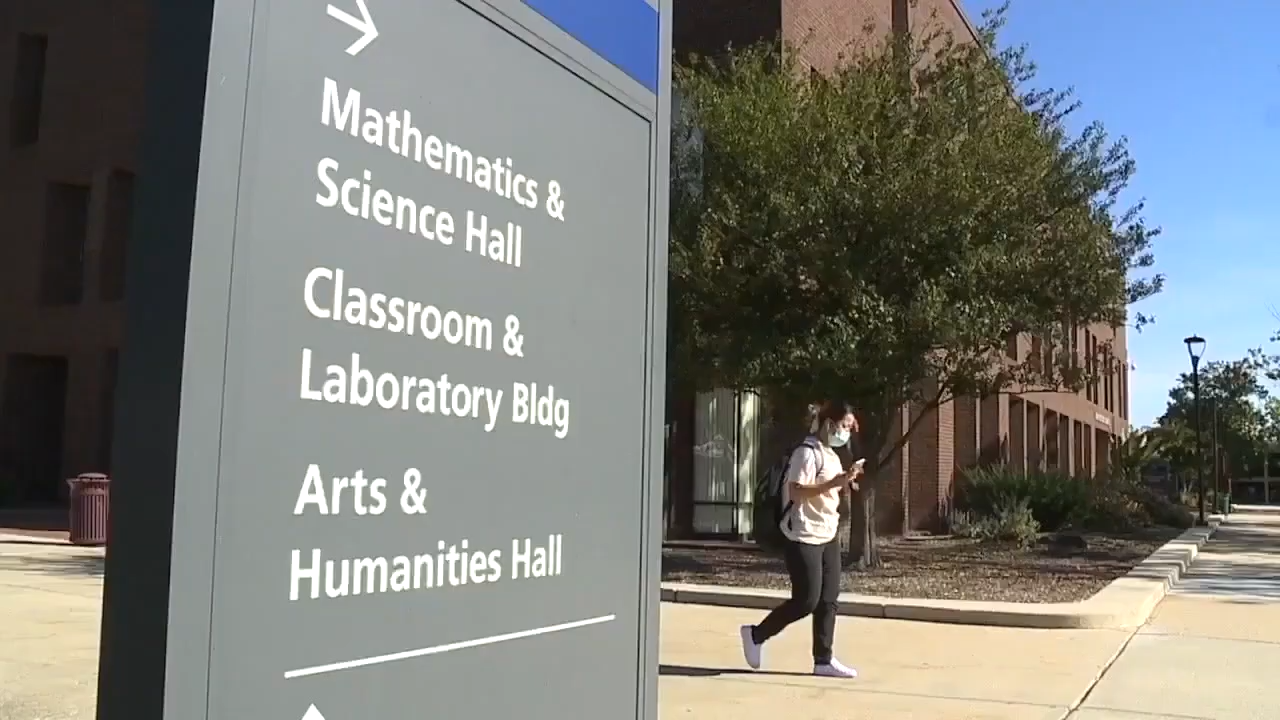 Mathematics &
Science Hall
Classroom &
Laboratory Bldg
Arts &
Humanities Hall